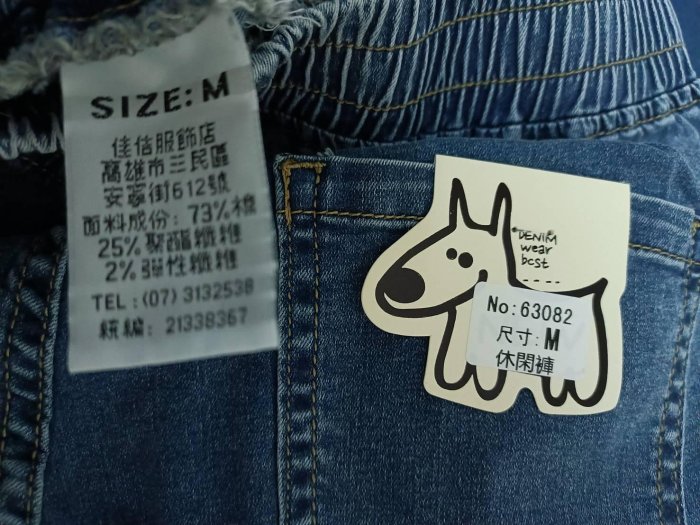 SIZE: M
佳佶服飾店
高雄市三民區
安寧街612號
面料成份: 73%棉
25% 聚酯纖維
2% 彈性纖維
TEL:(07) 3132538
統編: 21338367
DENIM
wear
best
No:63082
尺寸: M
休閑褲